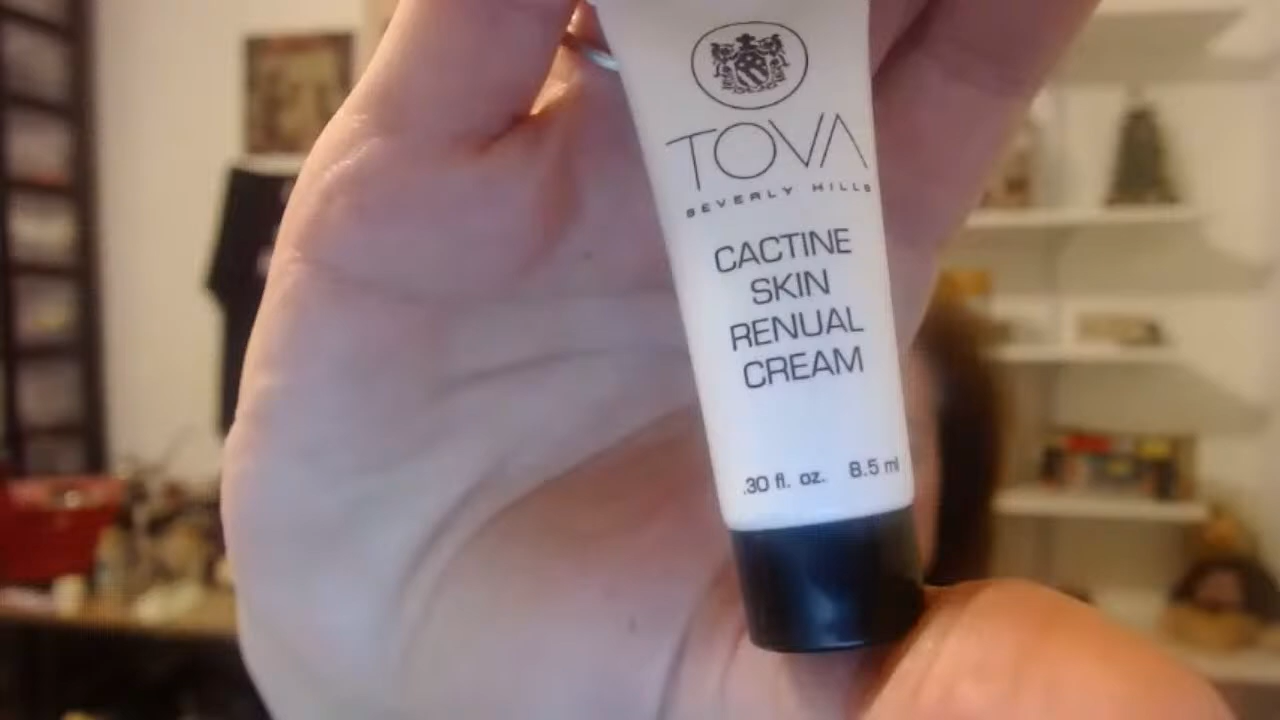 TOVA
BEVERLY HILLS
CACTINE
SKIN
RENUAL
CREAM
.30 fl. oz. 8.5 ml